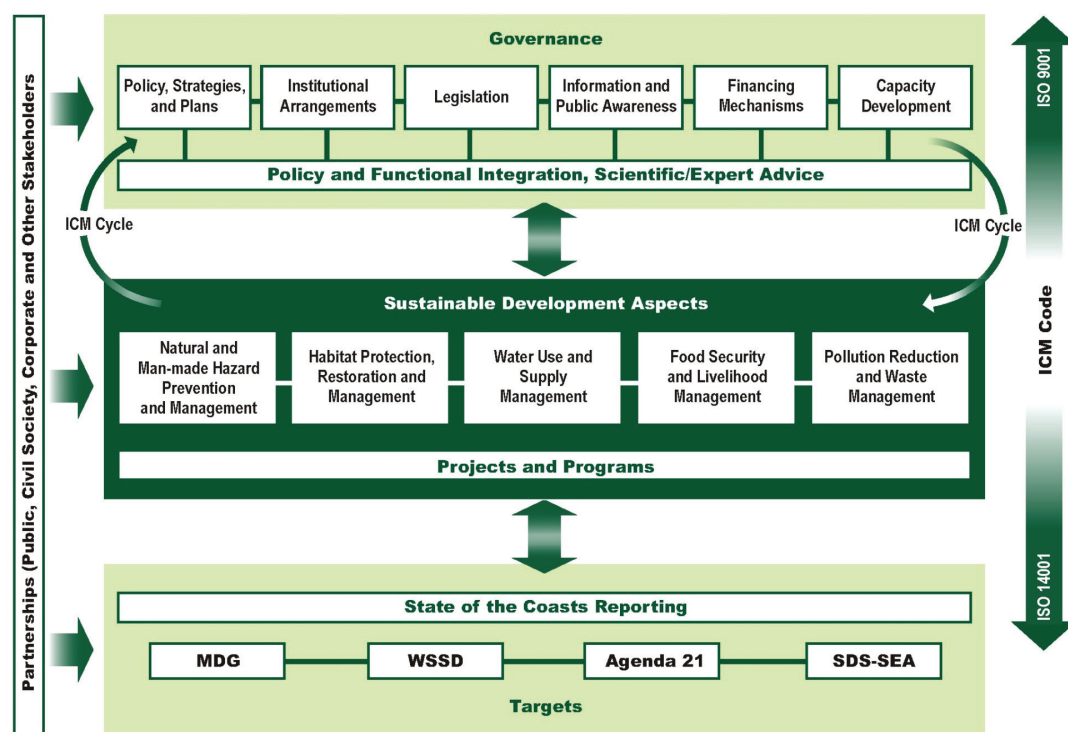 Partnerships (Public, Civil Society, Corporate and Other Stakeholders
Governance
Policy, Strategies,
and Plans
Institutional
Arrangements
Legislation
Information and
Public Awareness
Financing
Mechanisms
Capacity
Development
Policy and Functional Integration, Scientific/Expert Advice
ICM Cycle
ICM Cycle
Sustainable Development Aspects
Natural and
Man-made Hazard
Prevention
and Management
Habitat Protection,
Restoration and
Management
Water Use and
Supply
Management
Food Security
and Livelihood
Management
Pollution Reduction
and Waste
Management
Projects and Programs
State of the Coasts Reporting
MDG
WSSD
Agenda 21
SDS-SEA
Targets
ISO 9001
ICM Code
ISO 14001